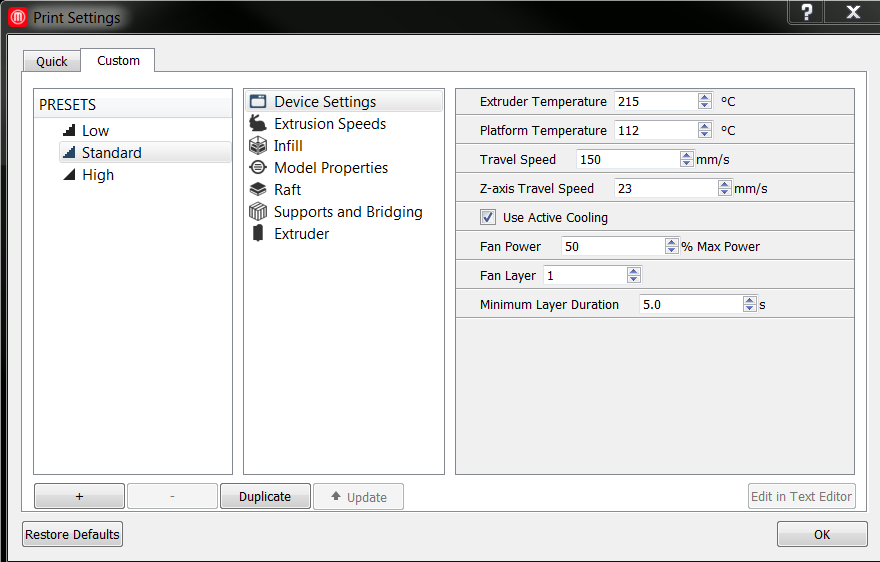 Print Settings
Quick
Custom
PRESETS
Low
Standard
High
Device Settings
Extrusion Speeds
Infill
Model Properties
Raft
Supports and Bridging
Extruder
Extruder Temperature 215 ºC
Platform Temperature 112 ºC
Travel Speed 150 mm/s
Z-axis Travel Speed 23 mm/s
Use Active Cooling
Fan Power 50 % Max Power
Fan Layer 1
Minimum Layer Duration 5.0 s
+ - Duplicate Update Edit in Text Editor
Restore Defaults OK